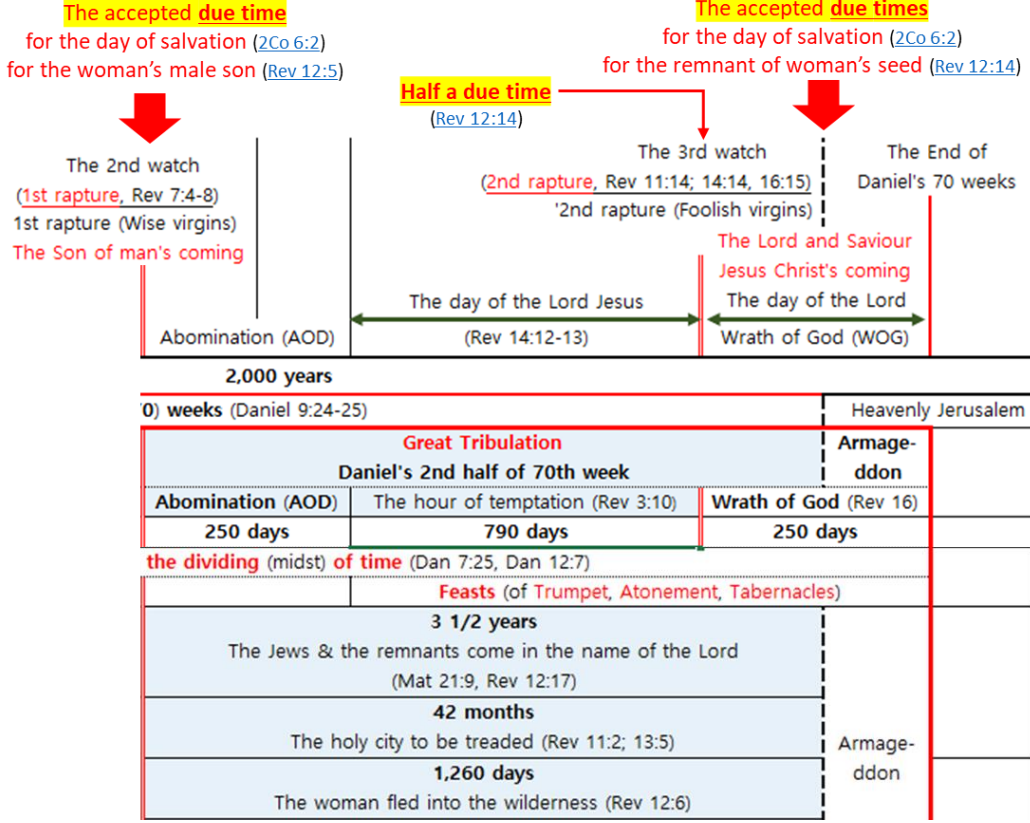 The accepted due time
for the day of salvation (2Co 6:2)
for the woman's male son (Rev 12:5)
The accepted due times
for the day of salvation (2Co 6:2)
for the remnant of woman's seed (Rev 12:14)
Half a due time
(Rev 12:14)
The 2nd watch
(1st rapture, Rev 7:4-8)
1st rapture (Wise virgins)
The Son of man's coming
The 3rd watch
(2nd rapture, Rev 11:14; 14:14, 16:15)
'2nd rapture (Foolish virgins)
The End of
Daniel's 70 weeks
The Lord and Saviour
Jesus Christ's coming
The day of the Lord Jesus
The day of the Lord
Abomination (AOD)
(Rev 14:12-13)
Wrath of God (WOG)
2,000 years
'0) weeks (Daniel 9:24-25)
Heavenly Jerusalem
Great Tribulation
Daniel's 2nd half of 70th week
Armage-
ddon
Abomination (AOD)
The hour of temptation (Rev 3:10)
Wrath of God (Rev 16)
250 days
790 days
250 days
the dividing (midst) of time (Dan 7:25, Dan 12:7)
Feasts (of Trumpet, Atonement, Tabernacles)
3 1/2 years
The Jews & the remnants come in the name of the Lord
(Mat 21:9, Rev 12:17)
42 months
The holy city to be treaded (Rev 11:2; 13:5)
Armage-
ddon
1,260 days
The woman fled into the wilderness (Rev 12:6)